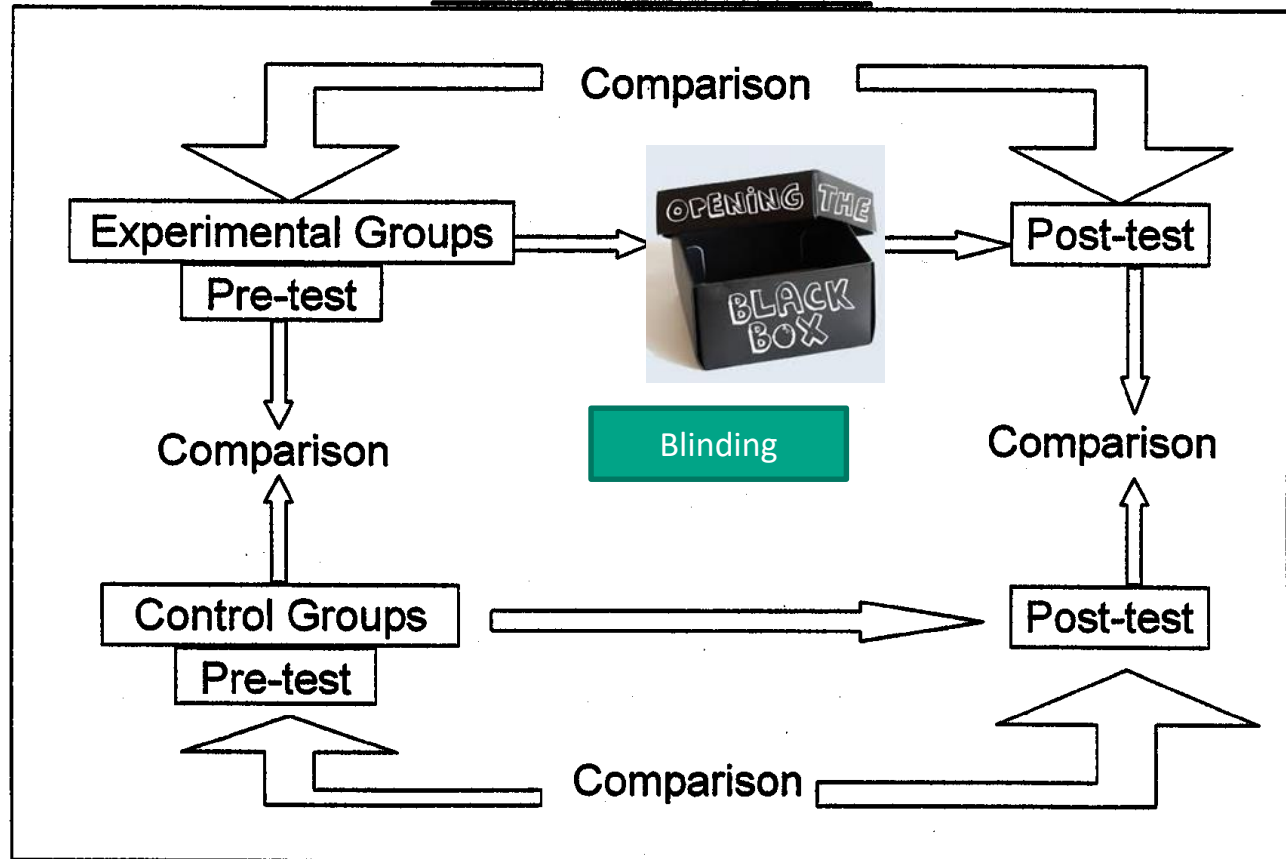 Comparison
Experimental Groups
Pre-test
OPENING THE
BLACK
BOX
Post-test
Comparison
Blinding
Comparison
Control Groups
Pre-test
Post-test
Comparison